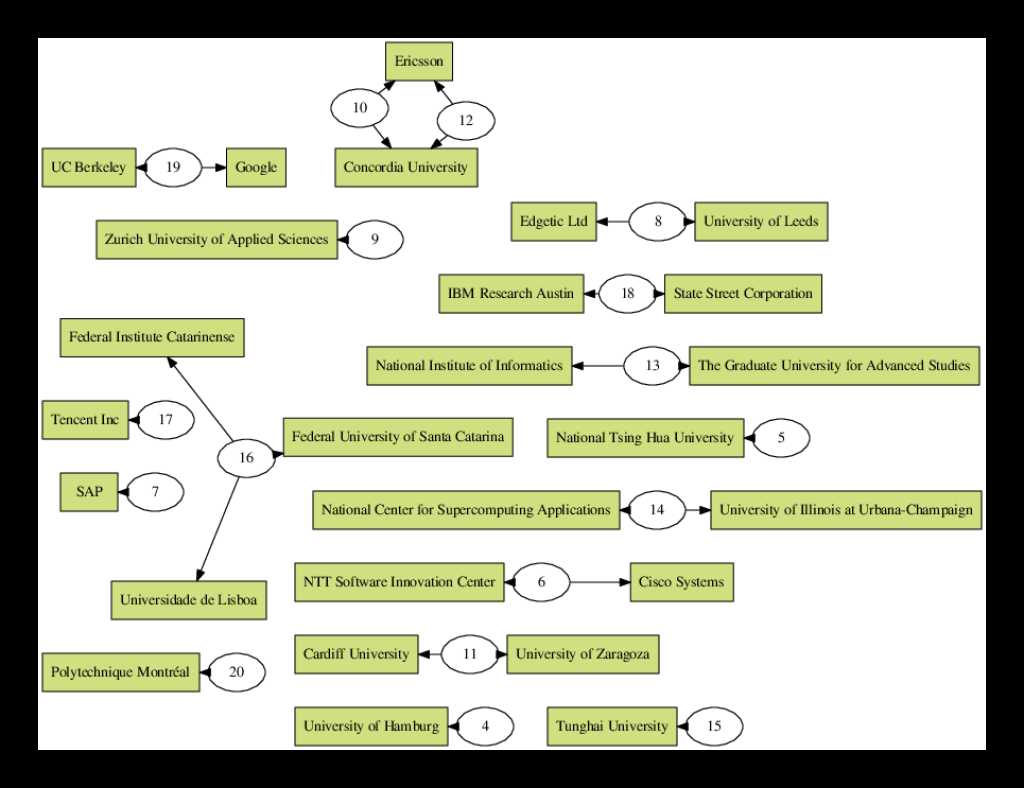 Ericsson
10
12
UC Berkeley
19
Google
Concordia University
Edgetic Ltd
8
University of Leeds
Zurich University of Applied Sciences
9
IBM Research Austin
18
State Street Corporation
Federal Institute Catarinense
National Institute of Informatics
13
The Graduate University for Advanced Studies
Tencent Inc
17
Federal University of Santa Catarina
National Tsing Hua University
5
16
SAP
7
National Center for Supercomputing Applications
14
University of Illinois at Urbana-Champaign
NTT Software Innovation Center
6
Cisco Systems
Universidade de Lisboa
Cardiff University
11
University of Zaragoza
Polytechnique Montréal
20
University of Hamburg
4
Tunghai University
15